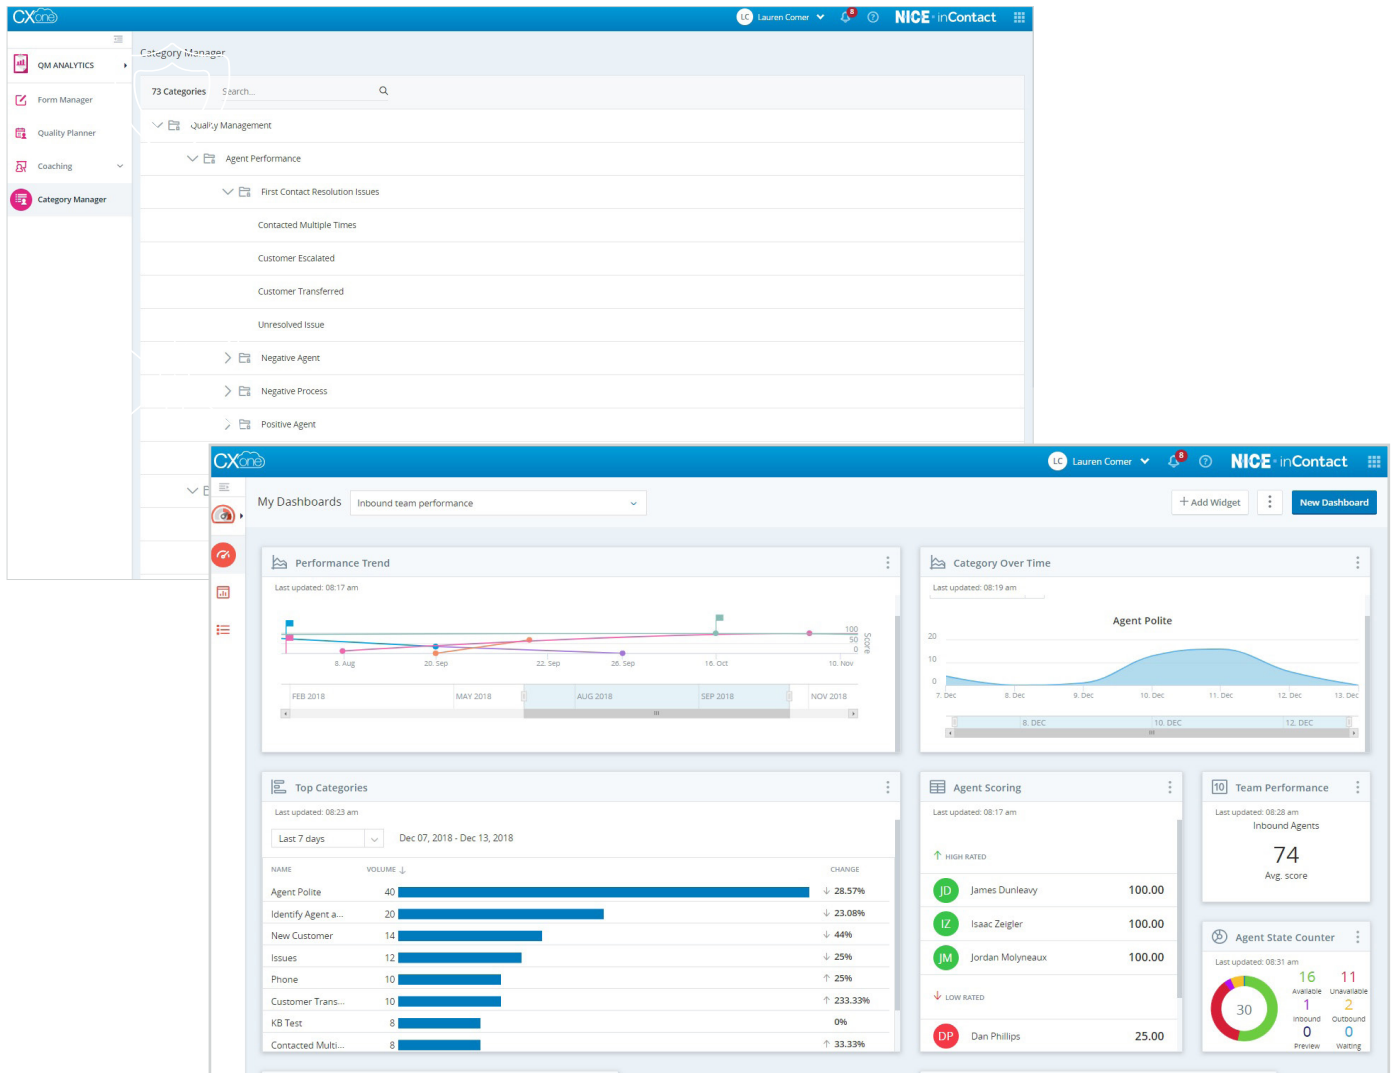 CXone
LC Lauren Comer 8 ? NICE inContact
QM ANALYTICS
Form Manager
Quality Planner
Coaching
Category Manager
Category Manager
73 Categories Search...
Quality Management
Agent Performance
First Contact Resolution Issues
Contacted Multiple Times
Customer Escalated
Customer Transferred
Unresolved Issue
Negative Agent
Negative Process
Positive Agent
CXone
LC Lauren Comer 8 ? NICE inContact
My Dashboards Inbound team performance + Add Widget New Dashboard
Performance Trend
Last updated: 08:17 am
100
50
0
Score
8. Aug 20. Sep 22. Sep 26. Sep 16. Oct 10. Nov
FEB 2018 MAY 2018 AUG 2018 SEP 2018 NOV 2018
Category Over Time
Last updated: 08:19 am
Agent Polite
20
10
0
7. Dec 8. Dec 9. Dec 10. Dec 11. Dec 12. Dec 13. Dec
8. DEC 10. DEC 12. DEC
Top Categories
Last updated: 08:23 am
Last 7 days Dec 07, 2018 - Dec 13, 2018
NAME VOLUME ↓ CHANGE
Agent Polite 40 ↓ 28.57%
Identify Agent a... 20 ↓ 23.08%
New Customer 14 ↓ 44%
Issues 12 ↓ 25%
Phone 10 ↑ 25%
Customer Trans... 10 ↑ 233.33%
KB Test 8 0%
Contacted Multi... 8 ↑ 33.33%
Agent Scoring
Last updated: 08:17 am
↑ HIGH RATED
JD James Dunleavy 100.00
IZ Isaac Zeigler 100.00
JM Jordan Molyneaux 100.00
↓ LOW RATED
DP Dan Phillips 25.00
10 Team Performance
Last updated: 08:28 am
Inbound Agents
74
Avg. score
Agent State Counter
Last updated: 08:31 am
30
16 11
Available Unavailable
1 2
Inbound Outbound
0 0
Preview Waiting